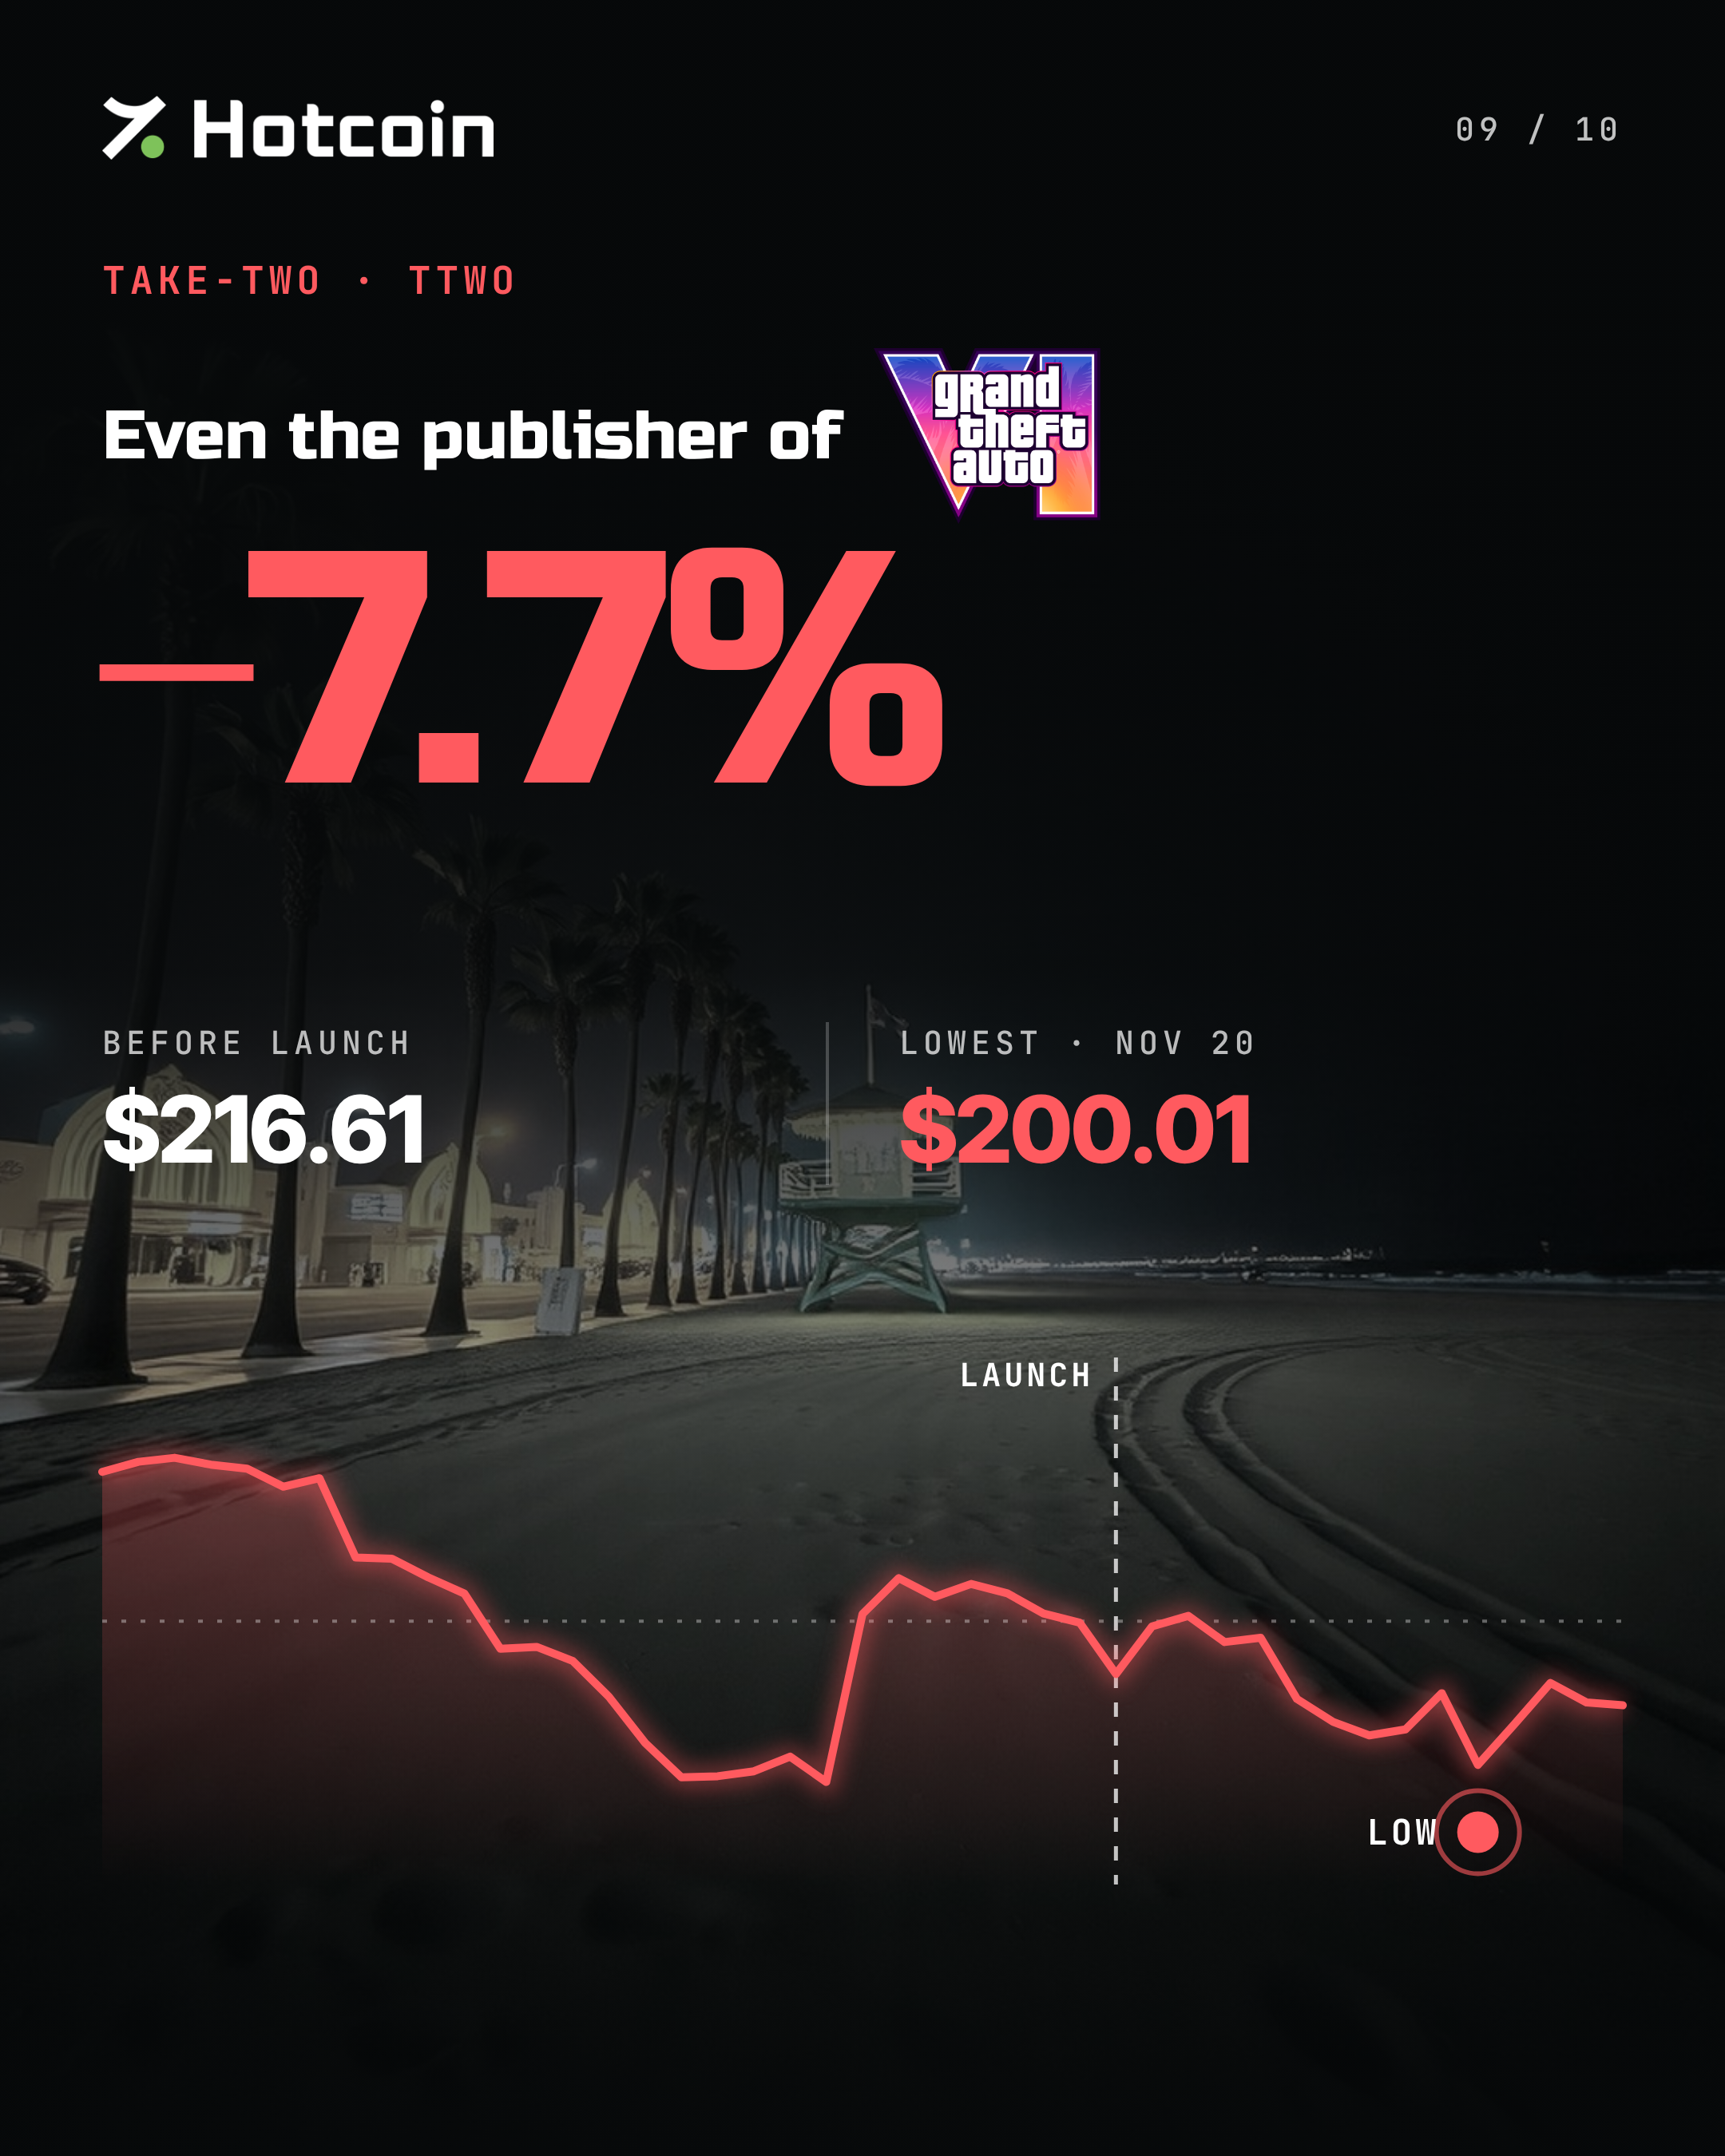 Hotcoin
09 / 10
TAKE-TWO · TTWO
Even the publisher of
VI
grand
theft
auto
—7.7%
BEFORE LAUNCH
LOWEST · NOV 20
$216.61
$200.01
LAUNCH
LOW